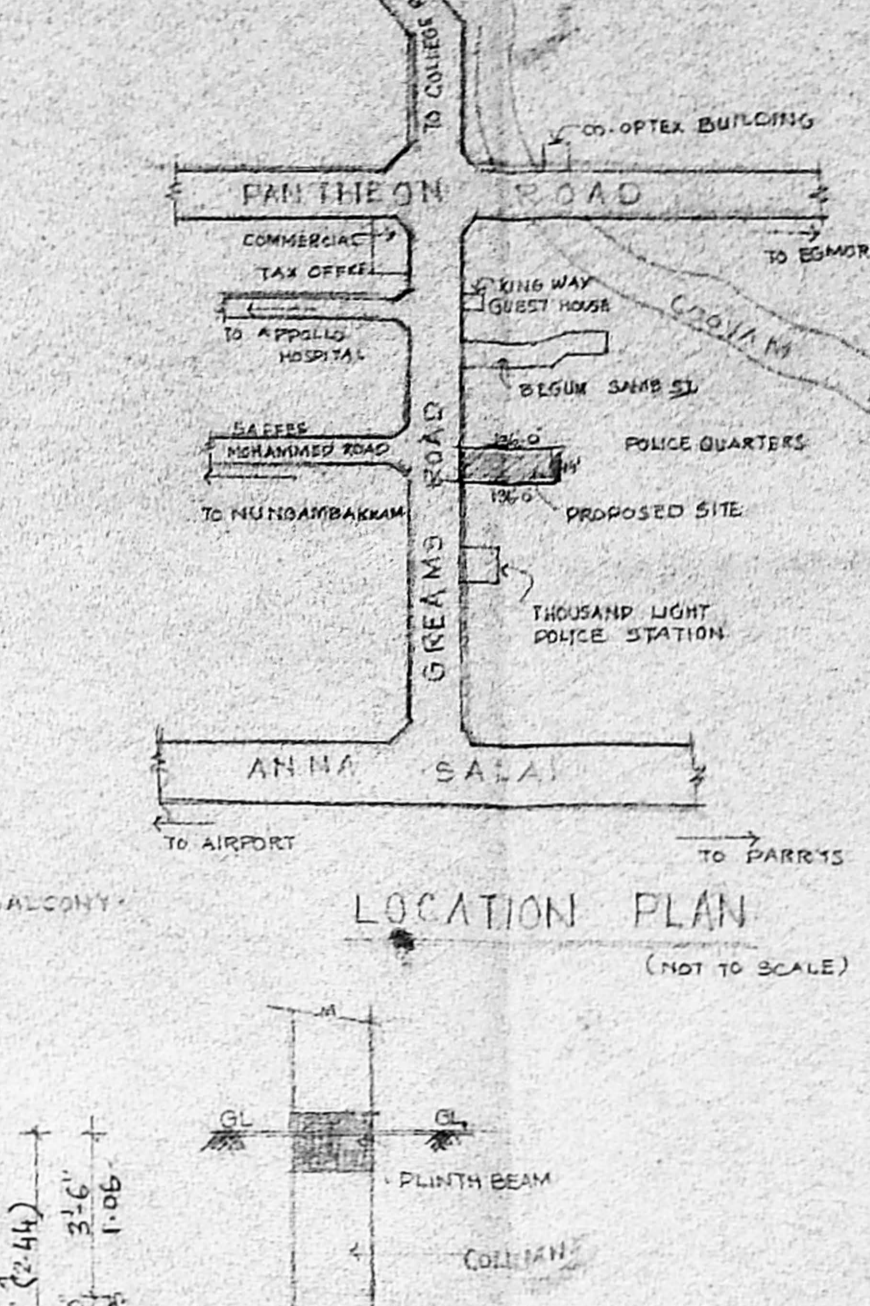 TO COLLEGE
CO-OPTEX BUILDING
PANTHEON ROAD
COMMERCIAL
TAX OFFCE
TO EGMOR
KING WAY
GUEST HOUSE
COOVAM
TO APPOLLO
HOSPITAL
BEGUM SAHIB ST.
SAFFEE
MOHAMMED ROAD
136.0'
POLICE QUARTERS
136.0'
TO NUNGAMBAKKAM
PROPOSED SITE
GREAMS ROAD
THOUSAND LIGHT
POLICE STATION
ANNA SALAI
TO AIRPORT
TO PARRYS
ALCONY
LOCATION PLAN
(NOT TO SCALE)
GL
GL
PLINTH BEAM
3'-6"
1.06
(2.44)
COLUMN